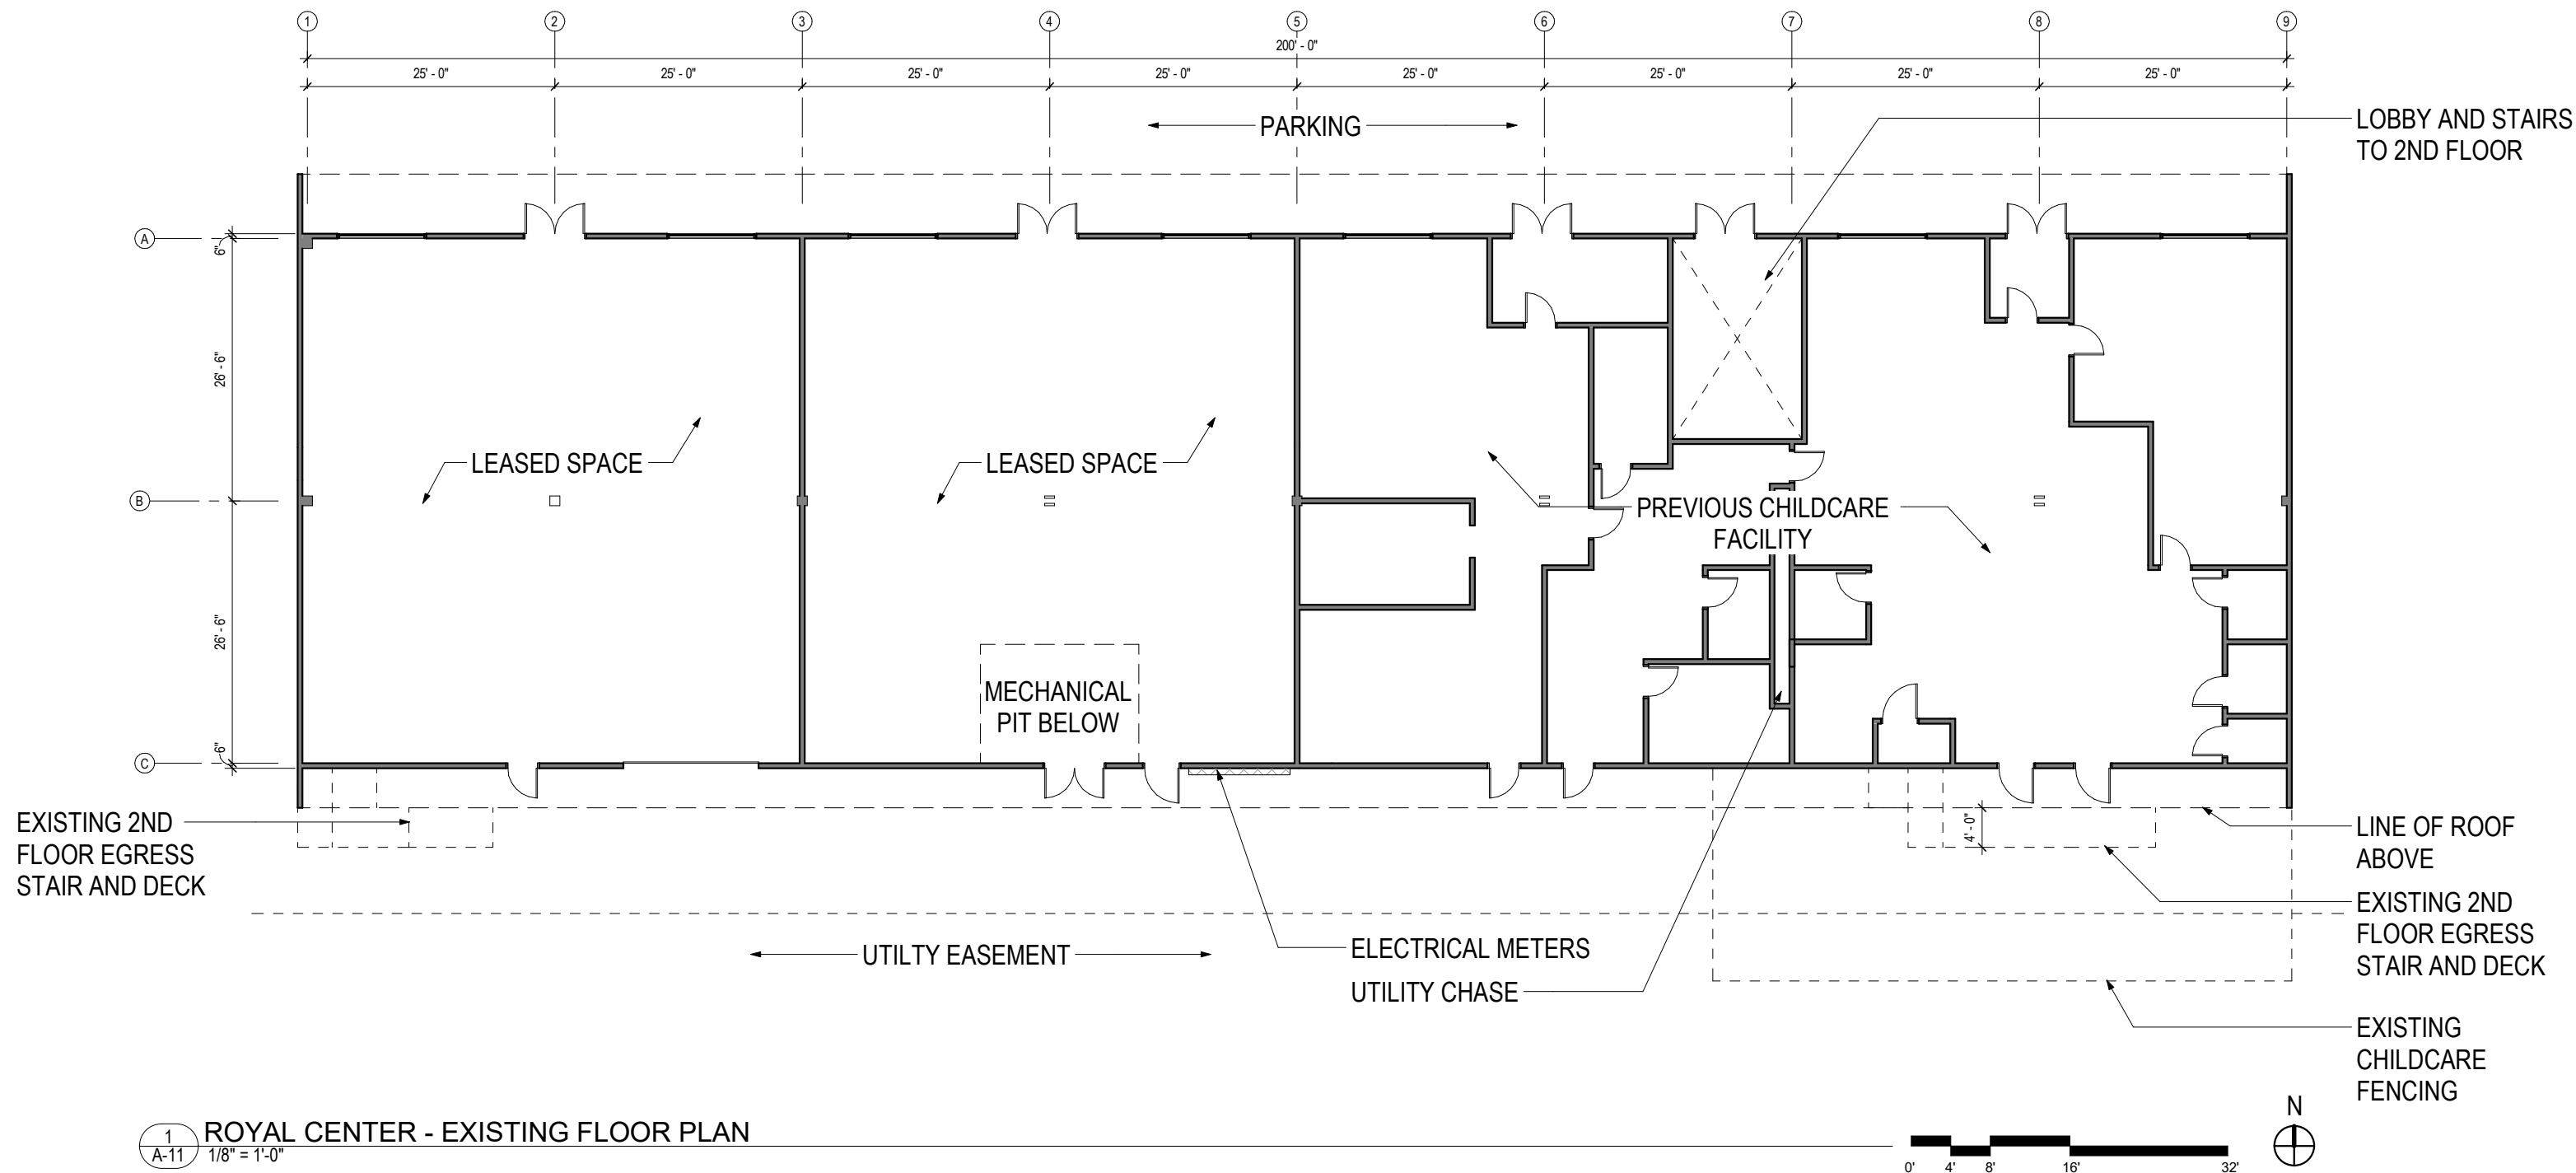 1 2 3 4 5 6 7 8 9
200' - 0"
25' - 0" 25' - 0" 25' - 0" 25' - 0" 25' - 0" 25' - 0" 25' - 0" 25' - 0"
PARKING
LOBBY AND STAIRS
TO 2ND FLOOR
A
6"
26' - 6"
LEASED SPACE
LEASED SPACE
B
PREVIOUS CHILDCARE
FACILITY
26' - 6"
MECHANICAL
PIT BELOW
6"
C
EXISTING 2ND
FLOOR EGRESS
STAIR AND DECK
4' - 0"
LINE OF ROOF
ABOVE
EXISTING 2ND
FLOOR EGRESS
STAIR AND DECK
UTILTY EASEMENT
ELECTRICAL METERS
UTILITY CHASE
EXISTING
CHILDCARE
FENCING
1
A-11
ROYAL CENTER - EXISTING FLOOR PLAN
1/8" = 1'-0"
0' 4' 8' 16' 32'
N